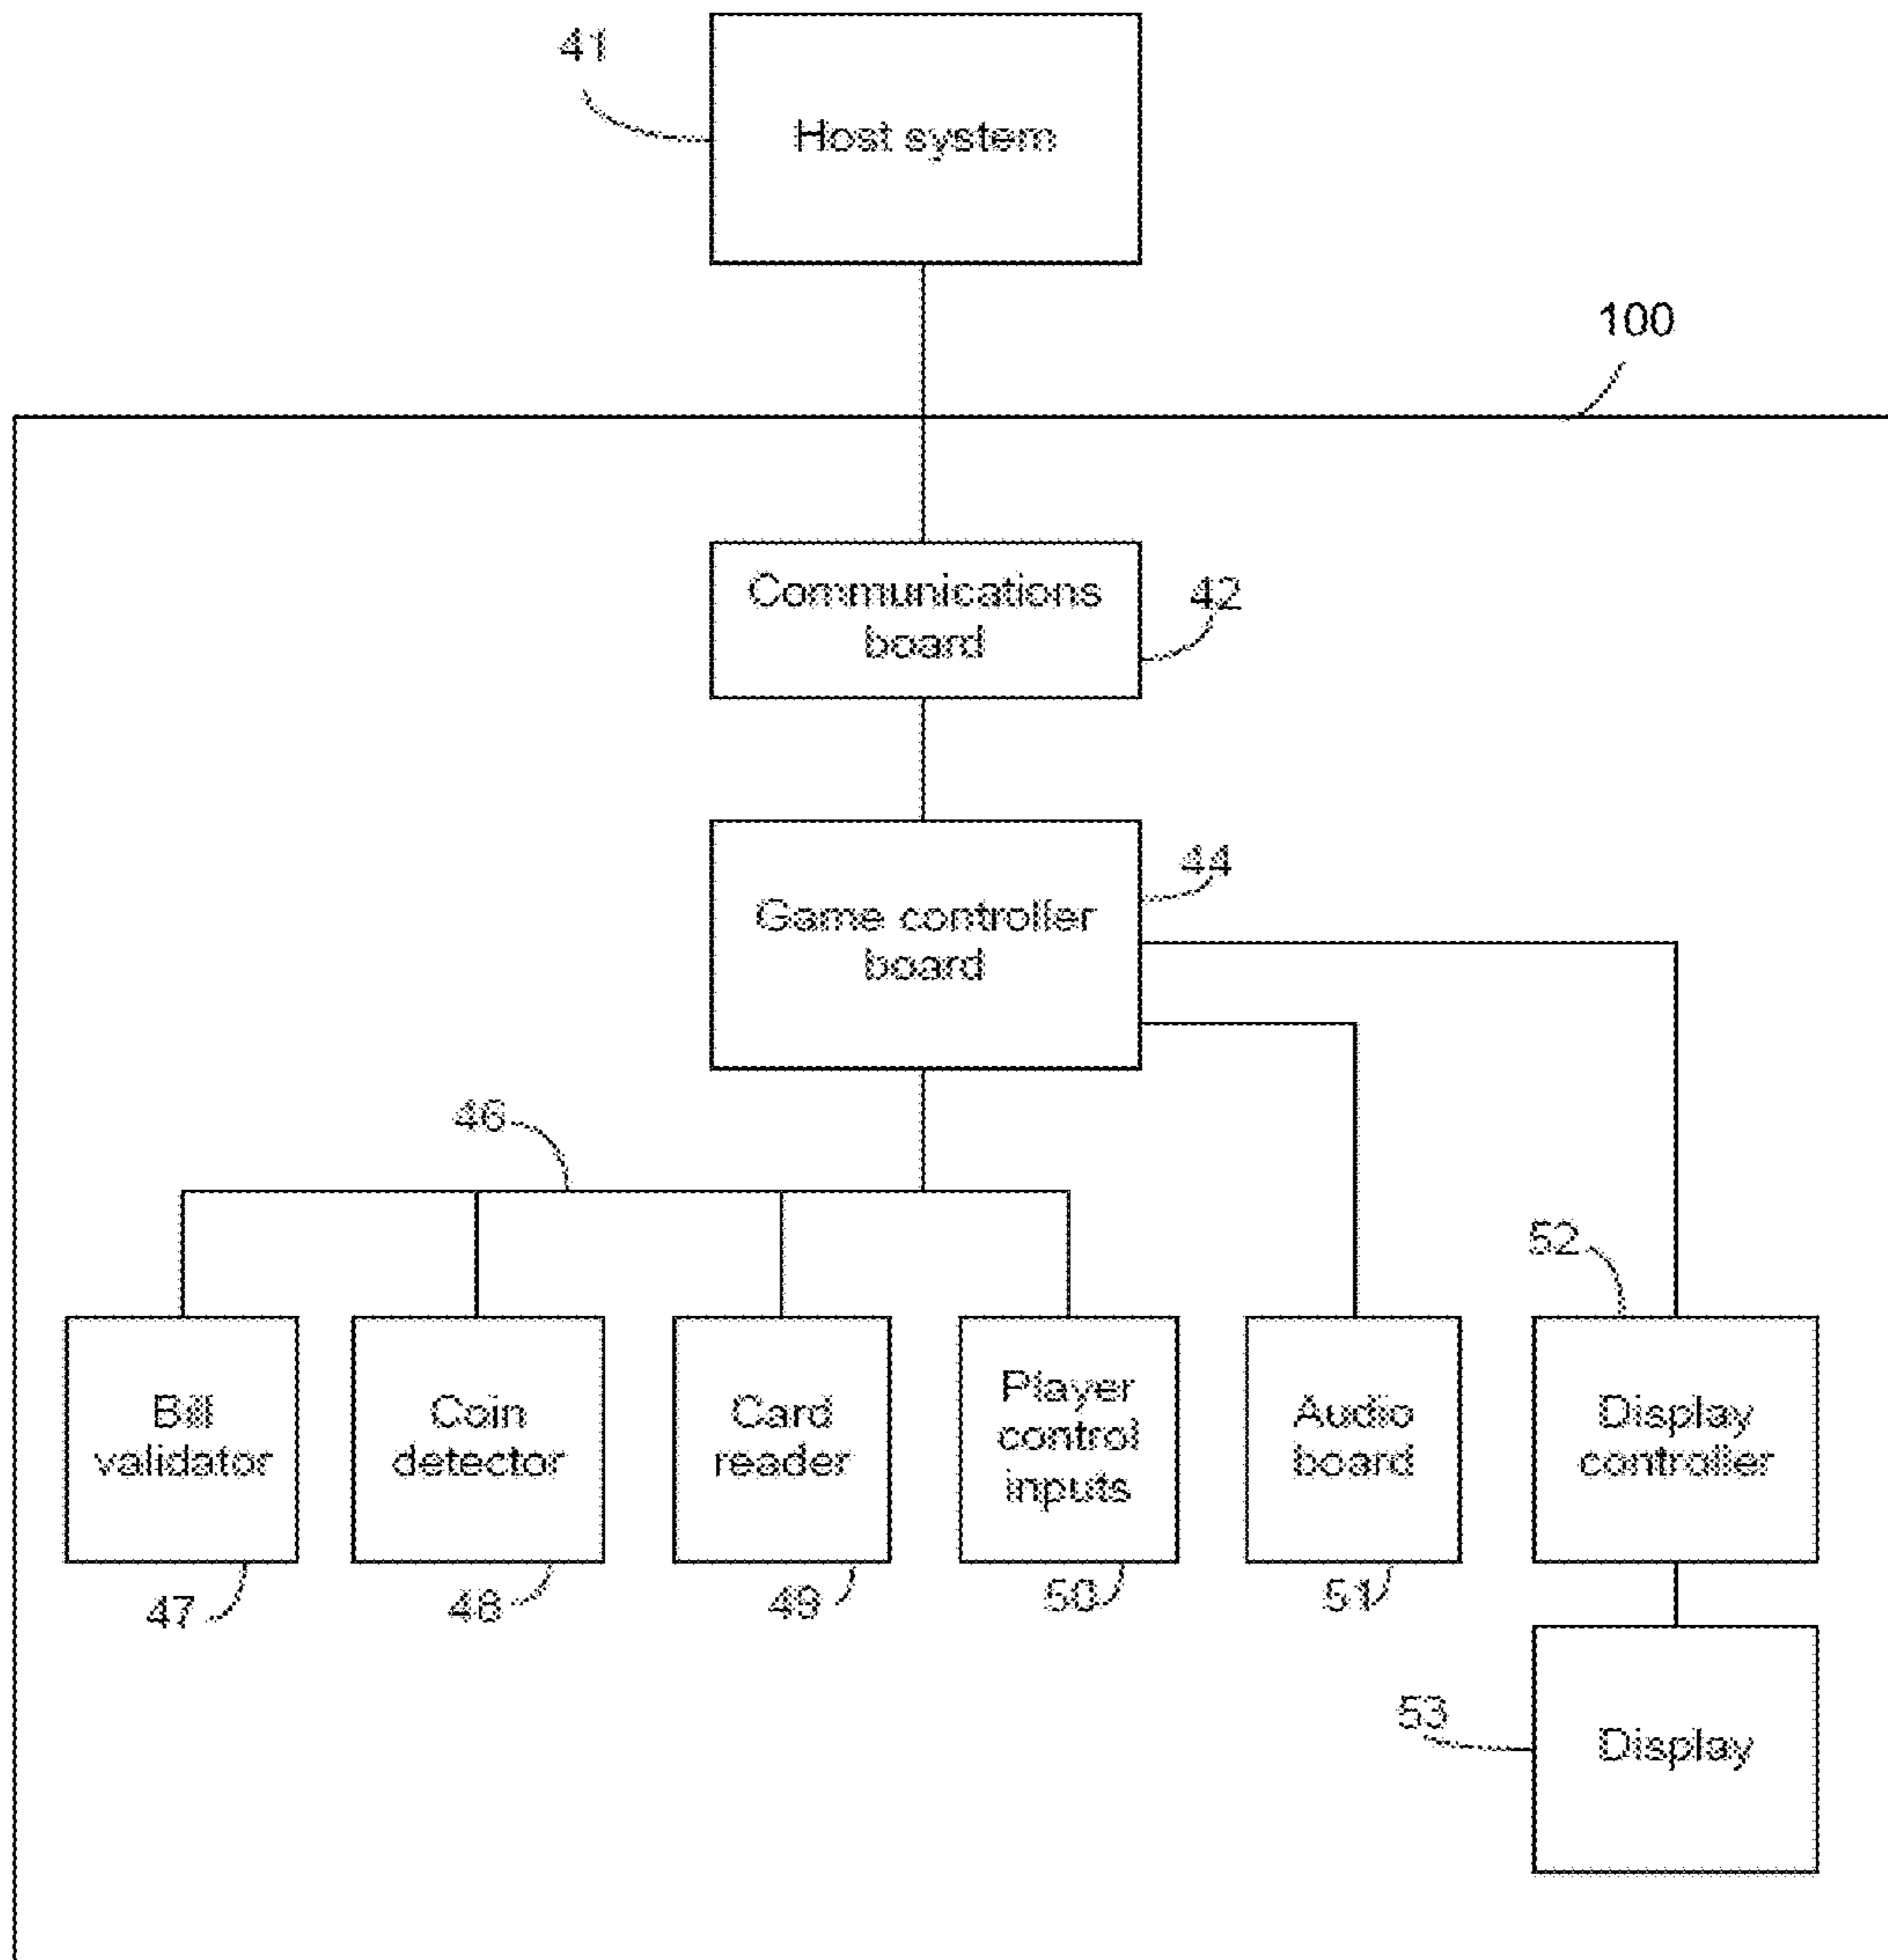 41
Host system
100
Communications
board
42
44
Game controller
board
46
52
Bill
validator
Coin
detector
Card
reader
Player
control
inputs
Audio
board
Display
controller
47
48
49
50
51
53
Display